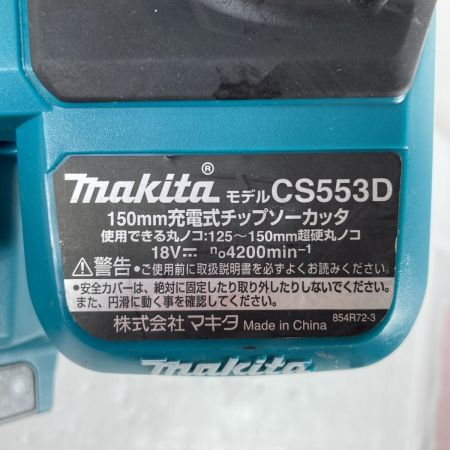 makita® モデル CS553D
150mm充電式チップソーカッタ
使用できる丸ノコ:125～150mm超硬丸ノコ
18V⎓ n₀4200min⁻¹
⚠警告 ●ご使用前に取扱説明書を必ずよくお読みください。
●安全カバーは、絶対に固定したり取り外したりしないでください。
また、円滑に動く事を確認してください。
株式会社 マキタ Made in China 854R72-3
makita